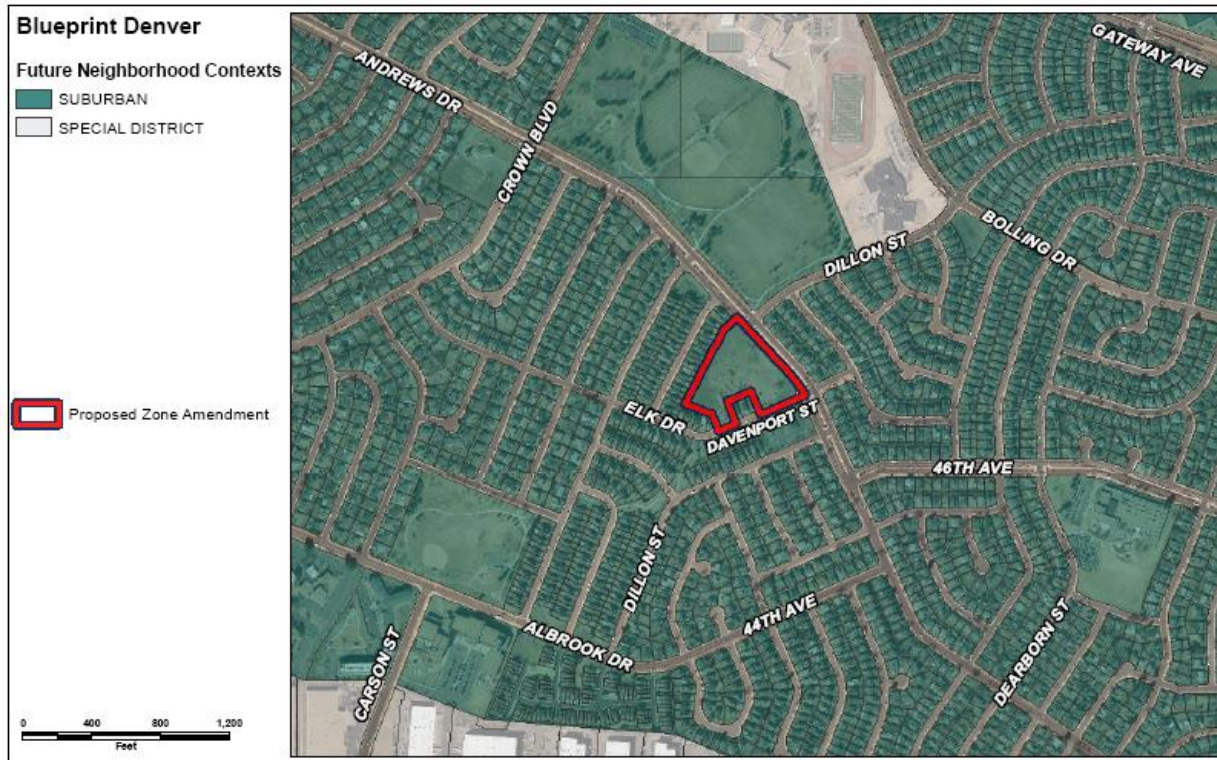 Blueprint Denver
Future Neighborhood Contexts
SUBURBAN
SPECIAL DISTRICT
Proposed Zone Amendment
0 400 800 1,200
Feet
GATEWAY AVE
ANDREWS DR
CROWN BLVD
BOLLING DR
DILLON ST
ELK DR
DAVENPORT ST
46TH AVE
DILLON ST
44TH AVE
ALBROOK DR
CARSON ST
DEARBORN ST